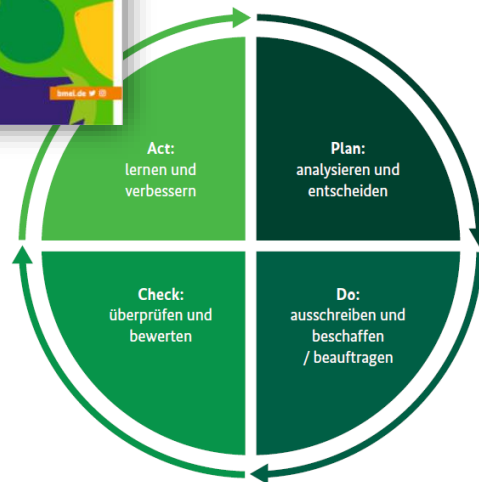 bmel.de
Act:
lernen und
verbessern
Plan:
analysieren und
entscheiden
Check:
überprüfen und
bewerten
Do:
ausschreiben und
beschaffen
/ beauftragen